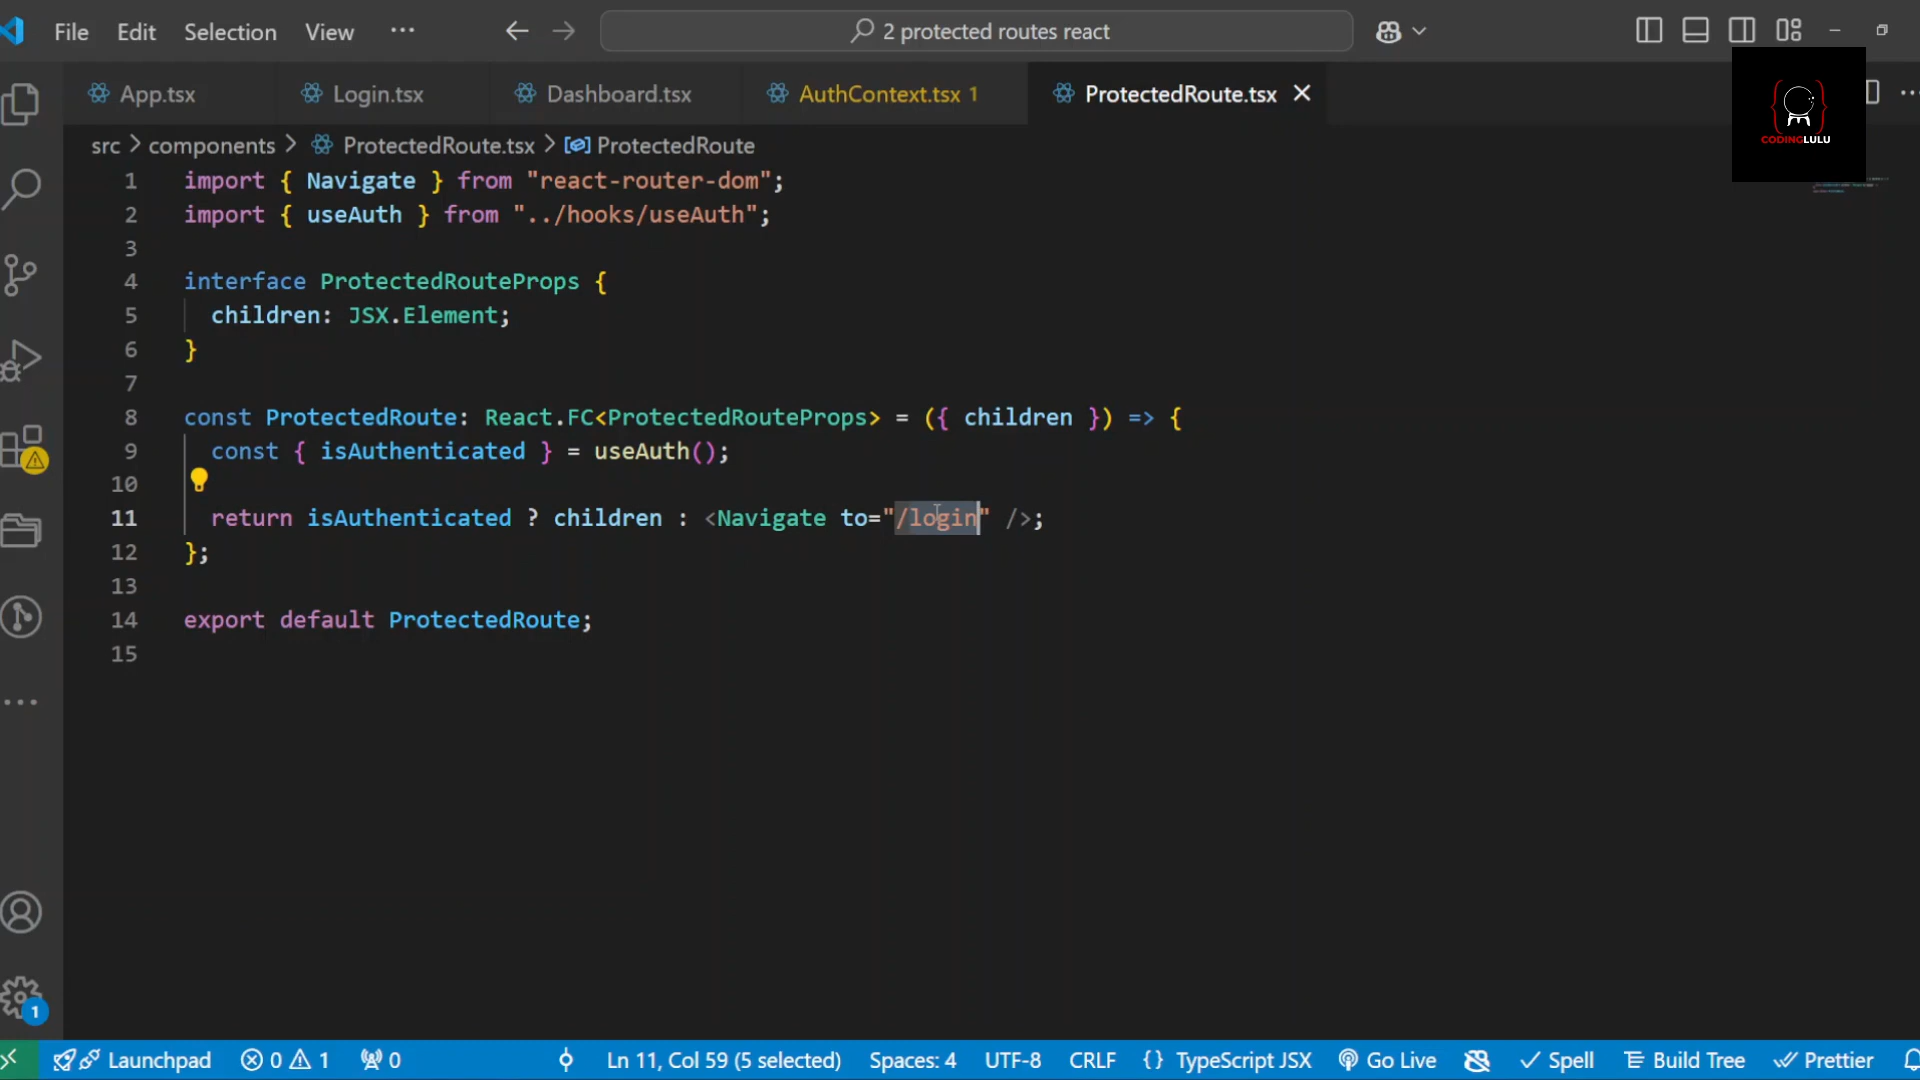 File Edit Selection View ··· 2 protected routes react
App.tsx Login.tsx Dashboard.tsx AuthContext.tsx 1 ProtectedRoute.tsx
CODINGLULU
src > components > ProtectedRoute.tsx > ProtectedRoute
1 import { Navigate } from "react-router-dom";
2 import { useAuth } from "../hooks/useAuth";
3
4 interface ProtectedRouteProps {
5 children: JSX.Element;
6 }
7
8 const ProtectedRoute: React.FC<ProtectedRouteProps> = ({ children }) => {
9 const { isAuthenticated } = useAuth();
10
11 return isAuthenticated ? children : <Navigate to="/login" />;
12 };
13
14 export default ProtectedRoute;
15
1
Launchpad 0 1 0 Ln 11, Col 59 (5 selected) Spaces: 4 UTF-8 CRLF {} TypeScript JSX Go Live Spell Build Tree Prettier